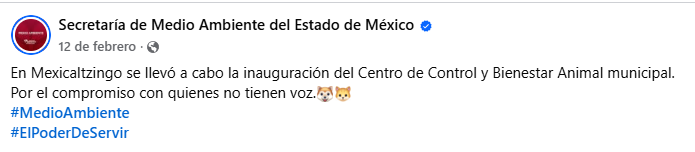 Secretaría de Medio Ambiente del Estado de México
12 de febrero ·
En Mexicaltzingo se llevó a cabo la inauguración del Centro de Control y Bienestar Animal municipal.
Por el compromiso con quienes no tienen voz.🐶🐱
#MedioAmbiente
#ElPoderDeServir